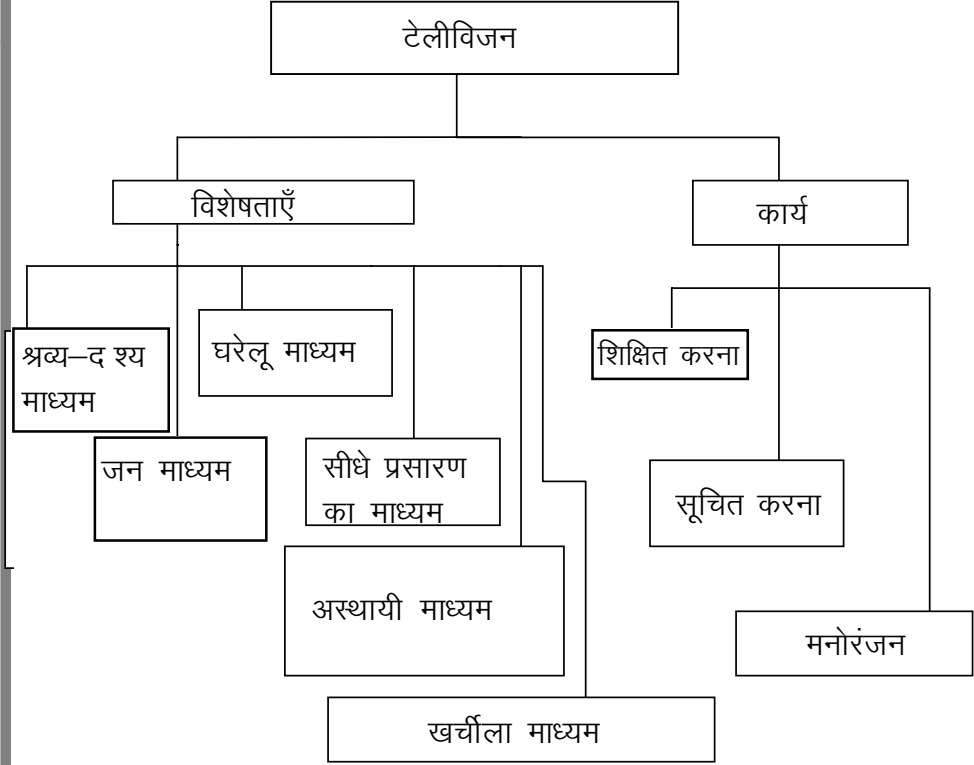 टेलीविजन
विशेषताएँ
कार्य
श्रव्य–द श्य
माध्यम
घरेलू माध्यम
शिक्षित करना
जन माध्यम
सीधे प्रसारण
का माध्यम
सूचित करना
अस्थायी माध्यम
मनोरंजन
खर्चीला माध्यम